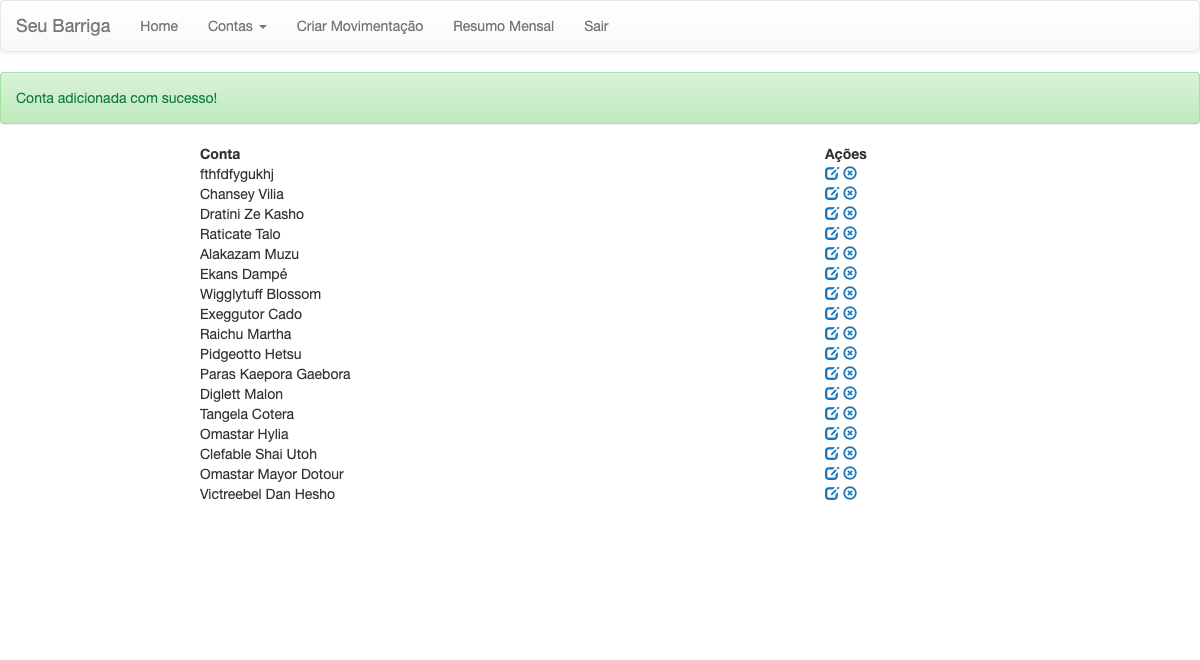 Seu Barriga Home Contas Criar Movimentação Resumo Mensal Sair
Conta adicionada com sucesso!
Conta Ações
fthfdfygukhj
Chansey Vilia
Dratini Ze Kasho
Raticate Talo
Alakazam Muzu
Ekans Dampé
Wigglytuff Blossom
Exeggutor Cado
Raichu Martha
Pidgeotto Hetsu
Paras Kaepora Gaebora
Diglett Malon
Tangela Cotera
Omastar Hylia
Clefable Shai Utoh
Omastar Mayor Dotour
Victreebel Dan Hesho